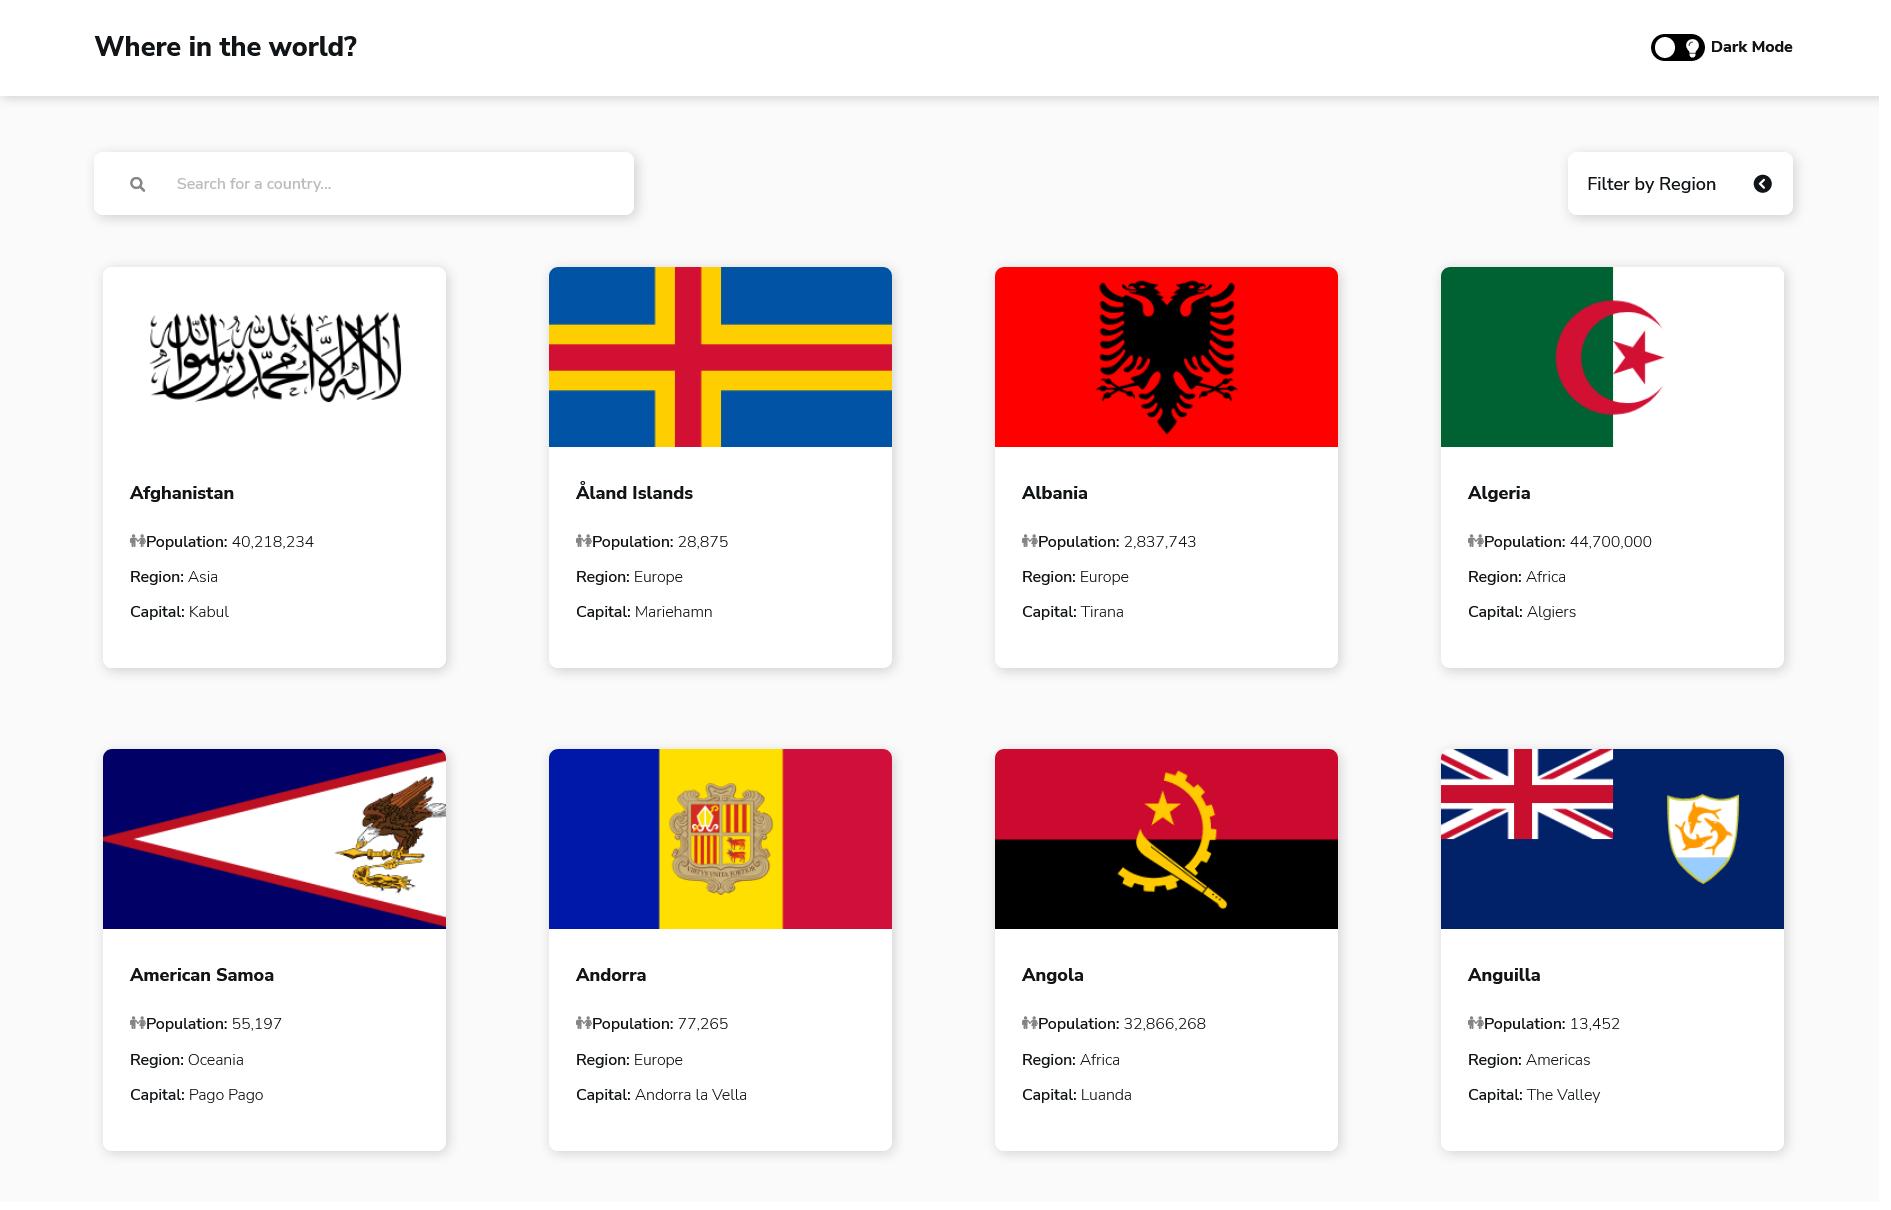 Where in the world?
Dark Mode
Search for a country...
Filter by Region
لا إله إلا الله محمد رسول الله
Afghanistan
Population: 40,218,234
Region: Asia
Capital: Kabul
Åland Islands
Population: 28,875
Region: Europe
Capital: Mariehamn
Albania
Population: 2,837,743
Region: Europe
Capital: Tirana
Algeria
Population: 44,700,000
Region: Africa
Capital: Algiers
VIRTVS VNITA FORTIOR
American Samoa
Population: 55,197
Region: Oceania
Capital: Pago Pago
Andorra
Population: 77,265
Region: Europe
Capital: Andorra la Vella
Angola
Population: 32,866,268
Region: Africa
Capital: Luanda
Anguilla
Population: 13,452
Region: Americas
Capital: The Valley